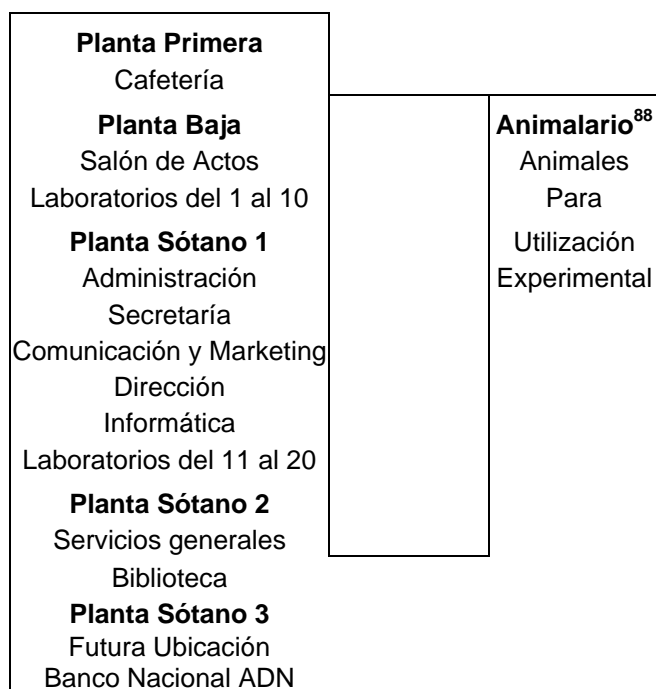 Planta Primera
Cafetería
Planta Baja
Salón de Actos
Laboratorios del 1 al 10
Planta Sótano 1
Administración
Secretaría
Comunicación y Marketing
Dirección
Informática
Laboratorios del 11 al 20
Planta Sótano 2
Servicios generales
Biblioteca
Planta Sótano 3
Futura Ubicación
Banco Nacional ADN
Animalario88
Animales
Para
Utilización
Experimental